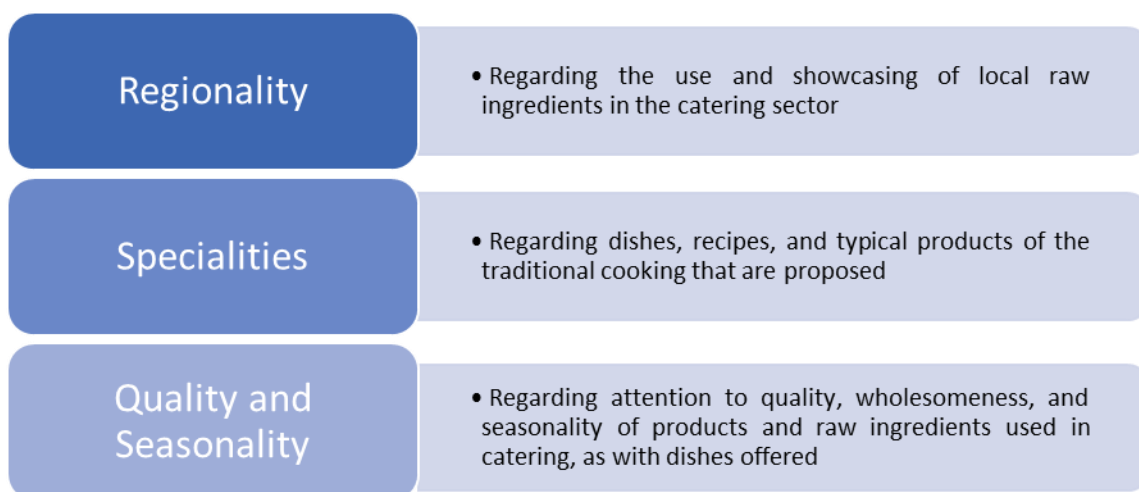 Regionality
• Regarding the use and showcasing of local raw
ingredients in the catering sector
Specialities
• Regarding dishes, recipes, and typical products of the
traditional cooking that are proposed
Quality and
Seasonality
• Regarding attention to quality, wholesomeness, and
seasonality of products and raw ingredients used in
catering, as with dishes offered